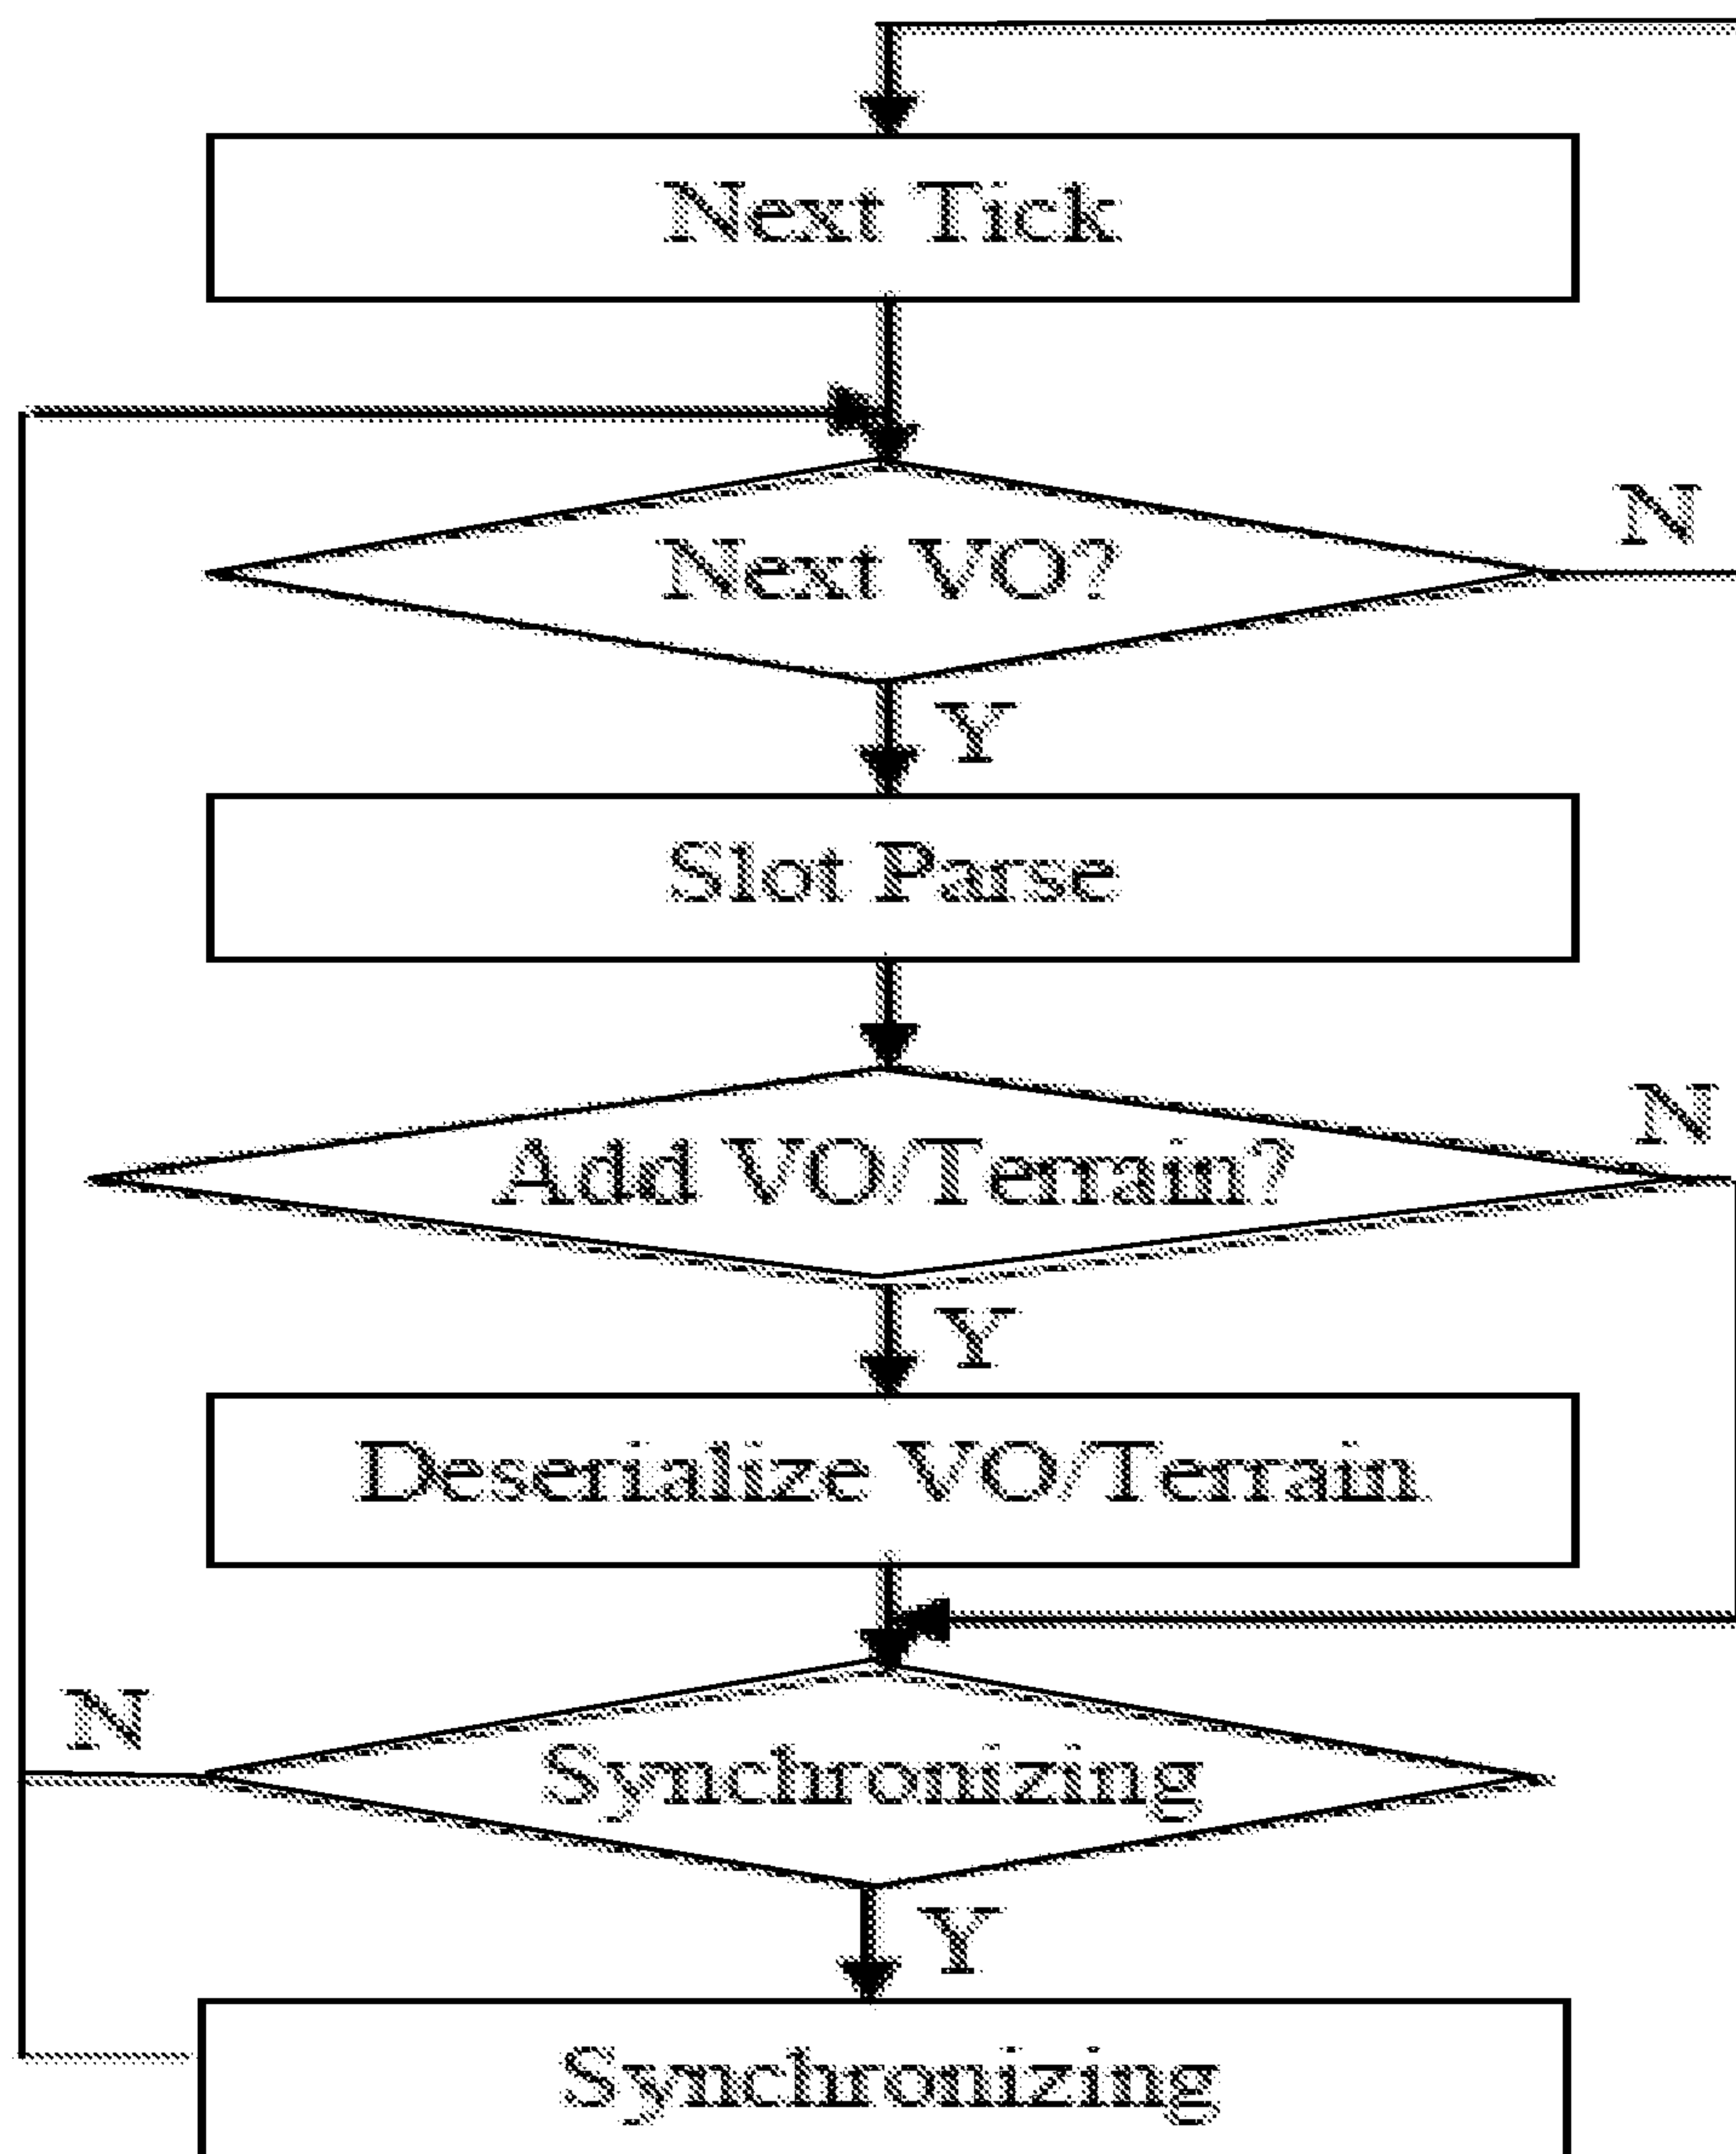 Next Tick
Next VO?
N
Y
Slot Parse
Add VO/Terrain?
N
Y
Deserialize VO/Terrain
N
Synchronizing
Y
Synchronizing